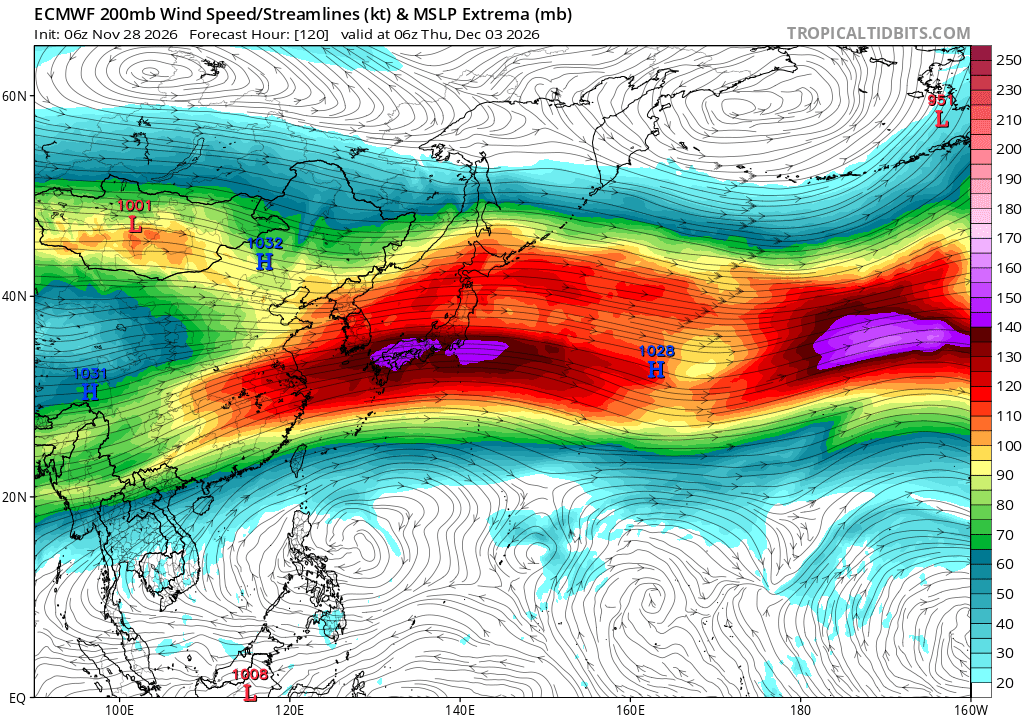 ECMWF 200mb Wind Speed/Streamlines (kt) & MSLP Extrema (mb)
Init: 06z Nov 28 2026 Forecast Hour: [120] valid at 06z Thu, Dec 03 2026
TROPICALTIDBITS.COM
60N
40N
20N
EQ
100E
120E
140E
160E
180
160W
951
L
1001
L
1032
H
1028
H
1031
H
1008
L
250
230
210
200
190
180
170
160
150
140
130
120
110
100
90
80
70
60
50
40
30
20